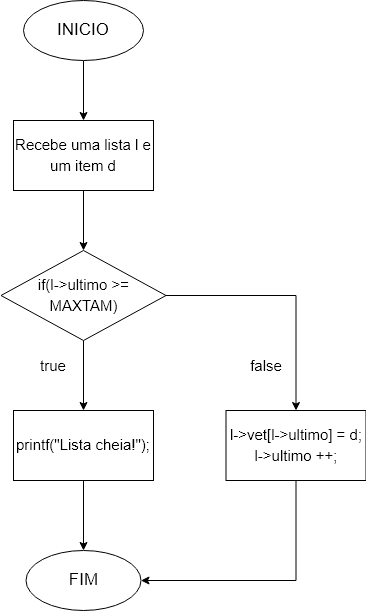 INICIO
Recebe uma lista l e
um item d
if(l->ultimo >=
MAXTAM)
true
false
printf("Lista cheia!");
l->vet[l->ultimo] = d;
l->ultimo ++;
FIM